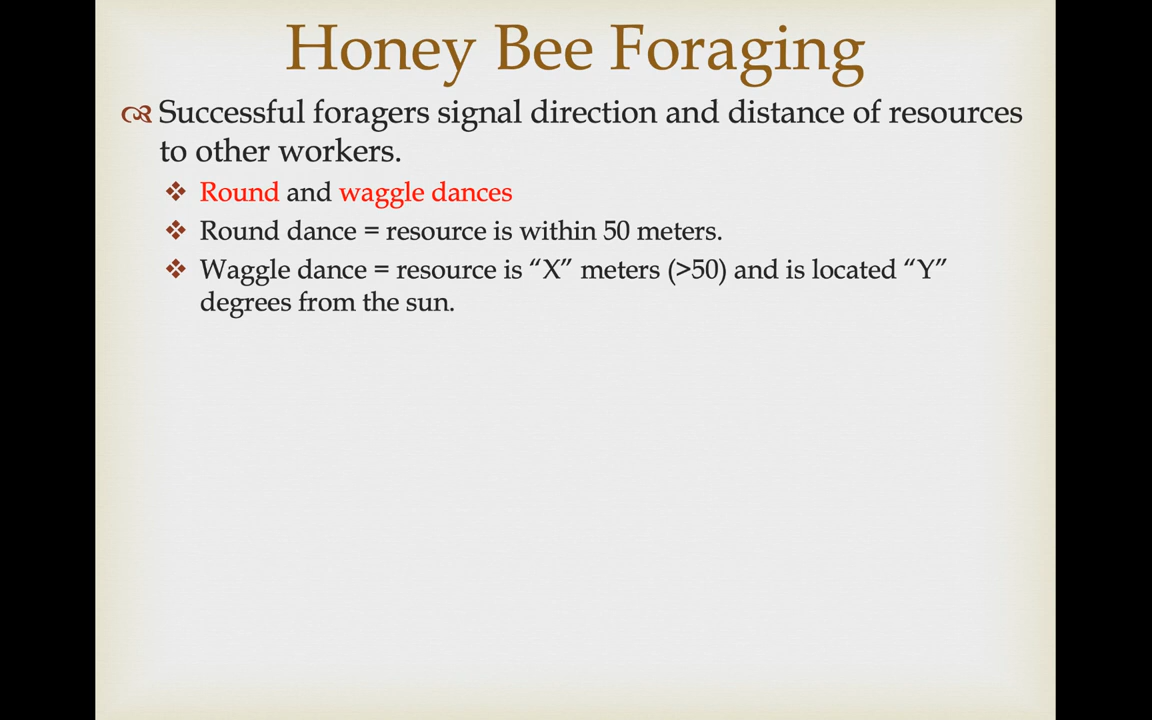 Honey Bee Foraging
Successful foragers signal direction and distance of resources
to other workers.
Round and waggle dances
Round dance = resource is within 50 meters.
Waggle dance = resource is “X” meters (>50) and is located “Y”
degrees from the sun.